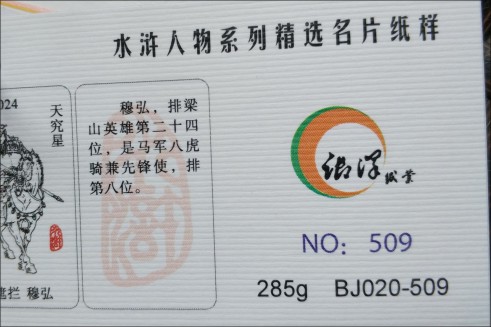 水浒人物系列精选名片纸样
024
天究星
穆弘，排梁
山英雄第二十四
位，是马军八虎
骑兼先锋使，排
第八位。
遮拦 穆弘
NO: 509
285g BJ020-509